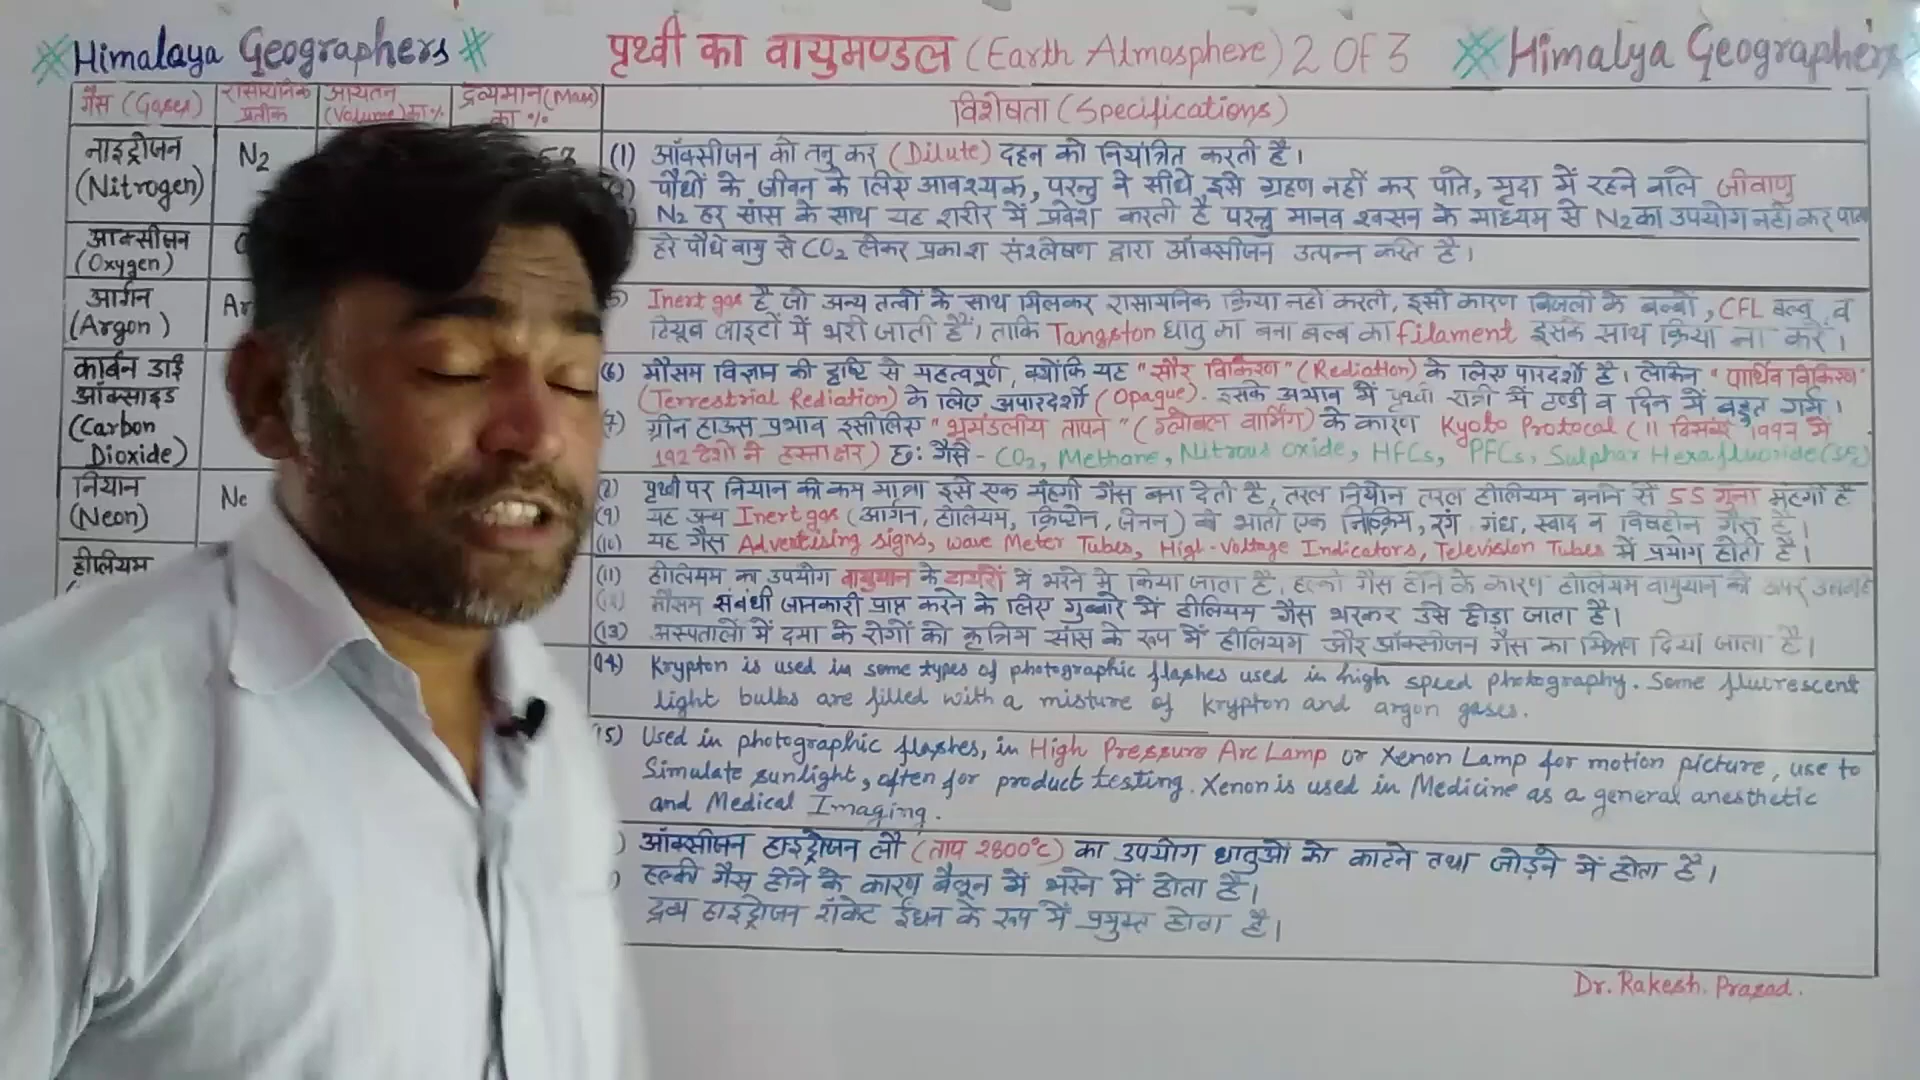 Himalaya Geographers
पृथ्वी का वायुमण्डल (Earth Atmosphere) 2 OF 3
Himalya Geographers
गैस (Gases)
रासायनिक प्रतीक
आयतन (Volume) का %
द्रव्यमान (Mass) का %
विशेषता (Specifications)
नाइट्रोजन
(Nitrogen)
N2
(1) ऑक्सीजन को तनु कर (Dilute) दहन को नियंत्रित करती है।
पौधों के जीवन के लिए आवश्यक, परन्तु वे सीधे इसे ग्रहण नहीं कर पाते, मृदा में रहने वाले जीवाणु
N2 हर सांस के साथ यह शरीर में प्रवेश करती है परन्तु मानव श्वसन के माध्यम से N2 का उपयोग नहीं कर पाता
ऑक्सीजन
(Oxygen)
हरे पौधे वायु से CO2 लेकर प्रकाश संश्लेषण द्वारा ऑक्सीजन उत्पन्न करते है।
आर्गन
(Argon)
Ar
Inert gas है जो अन्य तत्वों के साथ मिलकर रासायनिक क्रिया नहीं करती, इसी कारण बिजली के बल्बों, CFL बल्ब, व
टियूब लाइटों में भरी जाती हैं, ताकि Tangston धातु का बना बल्ब का filament इसके साथ क्रिया ना करे।
कार्बन डाई
ऑक्साइड
(Carbon
Dioxide)
(6) मौसम विज्ञान की दृष्टि से महत्वपूर्ण, क्योंकि यह "सौर विकिरण" (Rediation) के लिए पारदर्शी है। लेकिन "पार्थिव विकिरण"
(Terrestrial Rediation) के लिए अपारदर्शी (Opague). इसके अभाव में पृथ्वी रात्री में ठण्डी व दिन में बहुत गर्म।
(7) ग्रीन हाऊस प्रभाव इसीलिए "भूमंडलीय तापन" (ग्लोबल वार्मिंग) के कारण Kyoto Protocal (11 दिसम्बर 1997 में
192 देशों ने हस्ताक्षर) छः गैसें - CO2, Methane, Nitrous Oxide, HFCs, PFCs, Sulphar Hexafluoride (SF6)
नियान
(Neon)
Ne
(8) पृथ्वी पर नियान की कम मात्रा इसे एक महंगी गैस बना देती है, तरल नियोन तरल हीलियम बनाने से 55 गुना महंगी है
(9) यह अन्य Inert gas (आर्गन, हीलियम, क्रिप्टोन, जिनन) की भांति एक निष्क्रिय, रंग, गंध, स्वाद व विषहीन गैस है।
(10) यह गैस Advertising signs, wave Meter Tubes, High-Voltage Indicators, Television Tubes में प्रयोग होती है।
हीलियम
(11) हीलियम का उपयोग वायुयान के टायरों में भरने में किया जाता है, हल्की गैस होने के कारण हीलियम वायुयान को ऊपर
(12) मौसम संबंधी जानकारी प्राप्त करने के लिए गुब्बारे में हीलियम गैस भरकर उसे छोड़ा जाता है।
(13) अस्पतालों में दमा के रोगों को कृत्रिम सांस के रूप में हीलियम और ऑक्सीजन गैस का मिश्रण दिया जाता है।
(14) Krypton is used in some types of photographic flashes used in high speed photography. Some flurescent
light bulbs are filled with a misture of krypton and argon gases.
15) Used in photographic flashes, in High Pressure Arc Lamp or Xenon Lamp for motion picture, use to
Simulate sunlight, often for product testing. Xenon is used in Medicine as a general anesthetic
and Medical Imaging.
) ऑक्सीजन हाइड्रोजन लौ (ताप 2800°C) का उपयोग धातुओं को काटने तथा जोड़ने में होता है।
हल्की गैस होने के कारण बैलून में भरने में होता है।
द्रव्य हाइड्रोजन रॉकेट ईंधन के रूप में प्रयुक्त होता है।
Dr. Rakesh. Prasad.